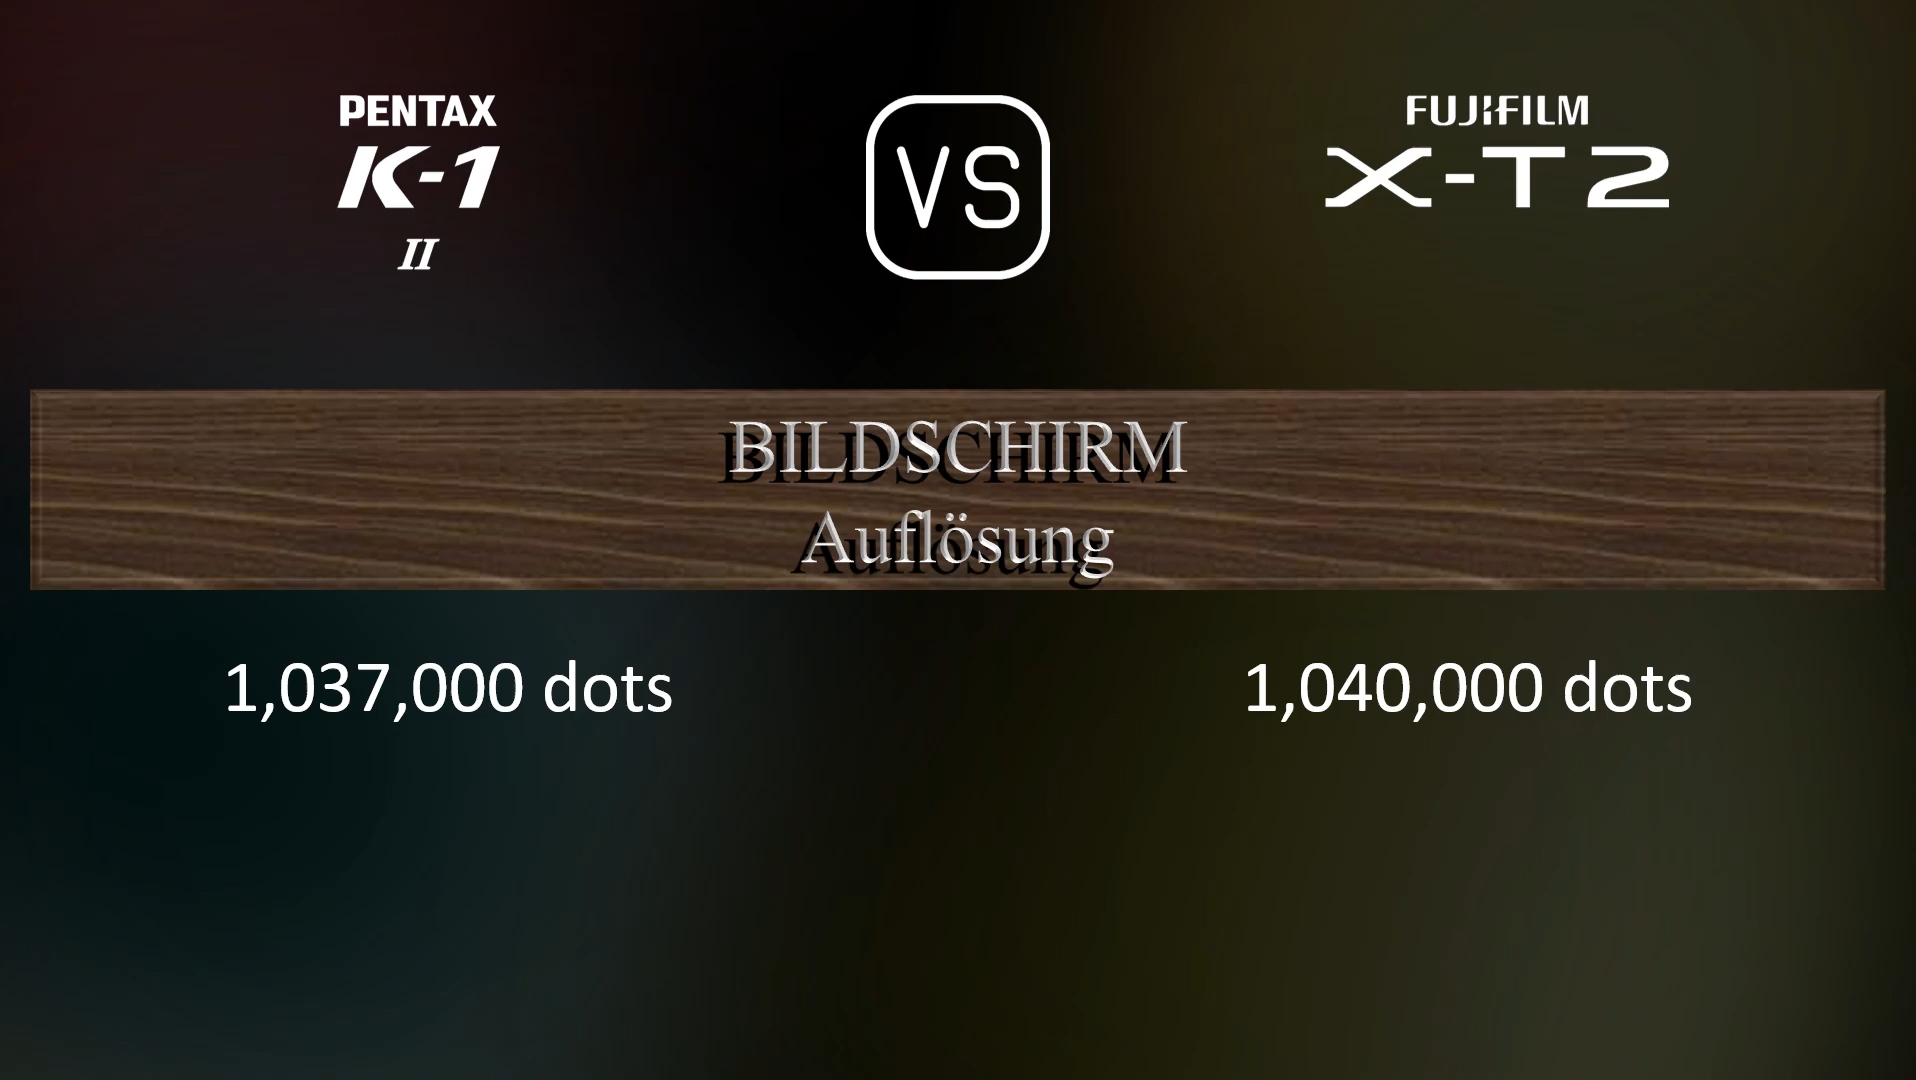 PENTAX
K-1
II
VS
FUJIFILM
X-T2
BILDSCHIRM
Auflösung
1,037,000 dots
1,040,000 dots